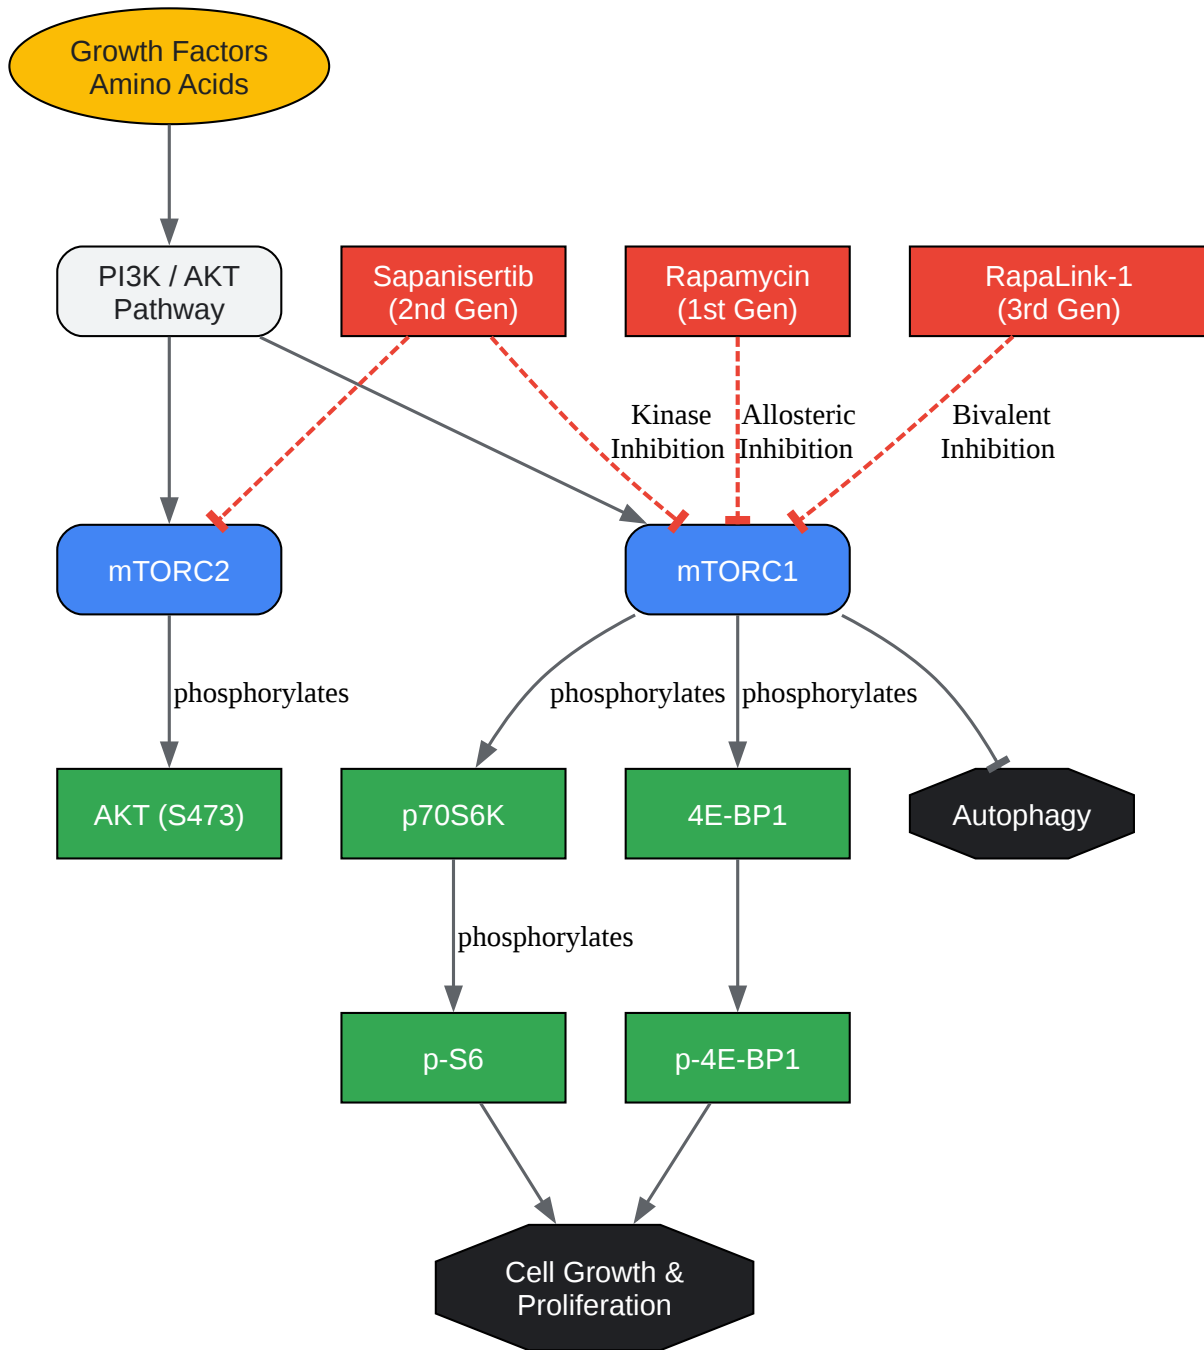 Growth Factors
Amino Acids
PI3K / AKT
Pathway
Sapanisertib
(2nd Gen)
Rapamycin
(1st Gen)
RapaLink-1
(3rd Gen)
Kinase
Inhibition
Allosteric
Inhibition
Bivalent
Inhibition
mTORC2
mTORC1
phosphorylates
phosphorylates
phosphorylates
AKT (S473)
p70S6K
4E-BP1
Autophagy
phosphorylates
p-S6
p-4E-BP1
Cell Growth &
Proliferation